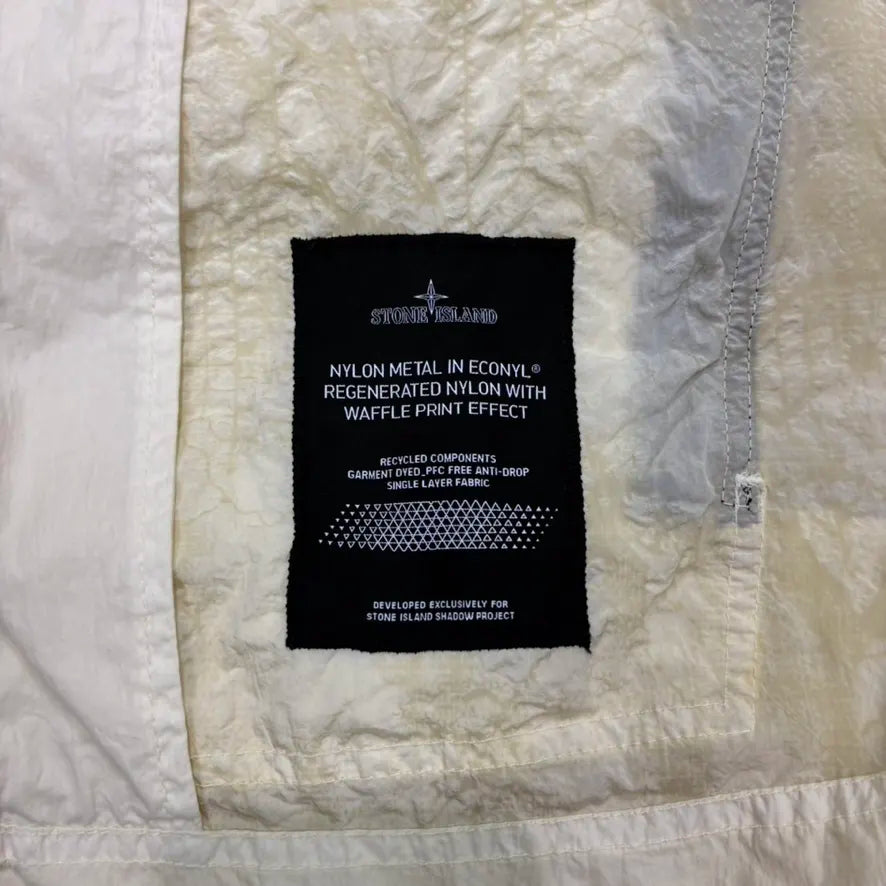 STONE ISLAND
NYLON METAL IN ECONYL®
REGENERATED NYLON WITH
WAFFLE PRINT EFFECT
RECYCLED COMPONENTS
GARMENT DYED_PFC FREE ANTI-DROP
SINGLE LAYER FABRIC
DEVELOPED EXCLUSIVELY FOR
STONE ISLAND SHADOW PROJECT